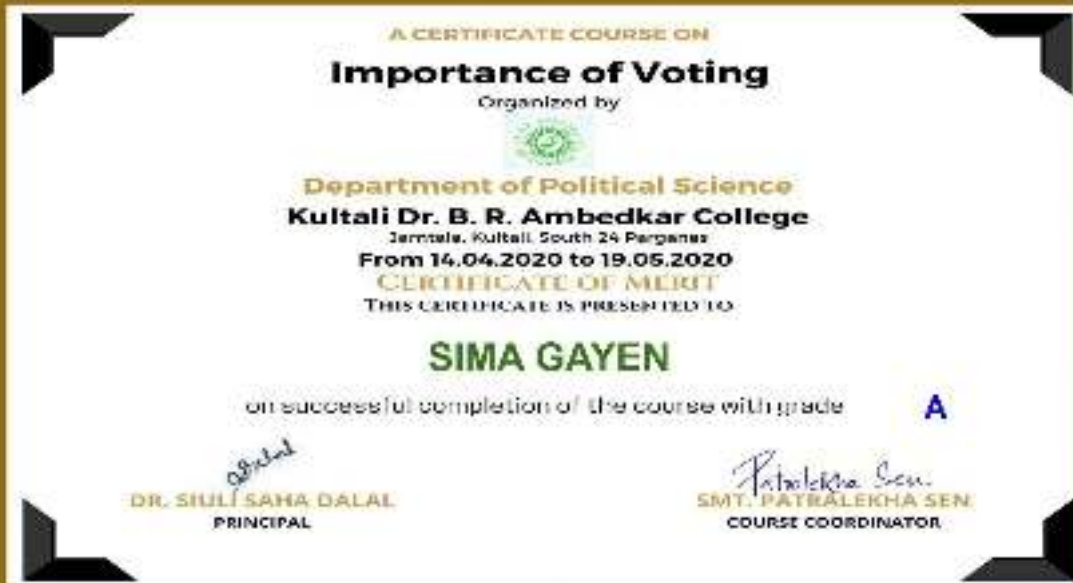 A CERTIFICATE COURSE ON
Importance of Voting
Organized by
Department of Political Science
Kultali Dr. B. R. Ambedkar College
Jamtala, Kultali, South 24 Parganas
From 14.04.2020 to 19.05.2020
CERTIFICATE OF MERIT
THIS CERTIFICATE IS PRESENTED TO
SIMA GAYEN
on successful completion of the course with grade A
Patralekha Sen.
DR. SIULI SAHA DALAL
SMT. PATRALEKHA SEN
PRINCIPAL
COURSE COORDINATOR